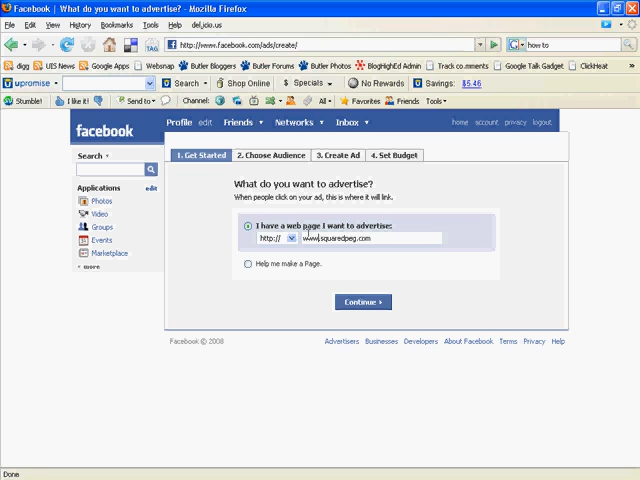 Facebook | What do you want to advertise? - Mozilla Firefox
File Edit View History Bookmarks Tools Help del.icio.us
TAG http://www.facebook.com/ads/create/ how to
digg UIS News Google Apps Websnap Butler Bloggers Butler Forums Butler Photos BlogHighEd Admin Track comments Google Talk Gadget ClickHeat
upromise Search Shop Online Specials No Rewards Savings: $5.46
Stumble! I like it! Send to Channel: All Favorites Friends Tools
facebook Profile edit Friends Networks Inbox home account privacy logout
Search
Applications edit
Photos
Video
Groups
Events
Marketplace
more
1. Get Started 2. Choose Audience 3. Create Ad 4. Set Budget
What do you want to advertise?
When people click on your ad, this is where it will link.
I have a web page I want to advertise:
http:// www.squaredpeg.com
Help me make a Page.
Continue
Facebook © 2008 Advertisers Businesses Developers About Facebook Terms Privacy Help
Done